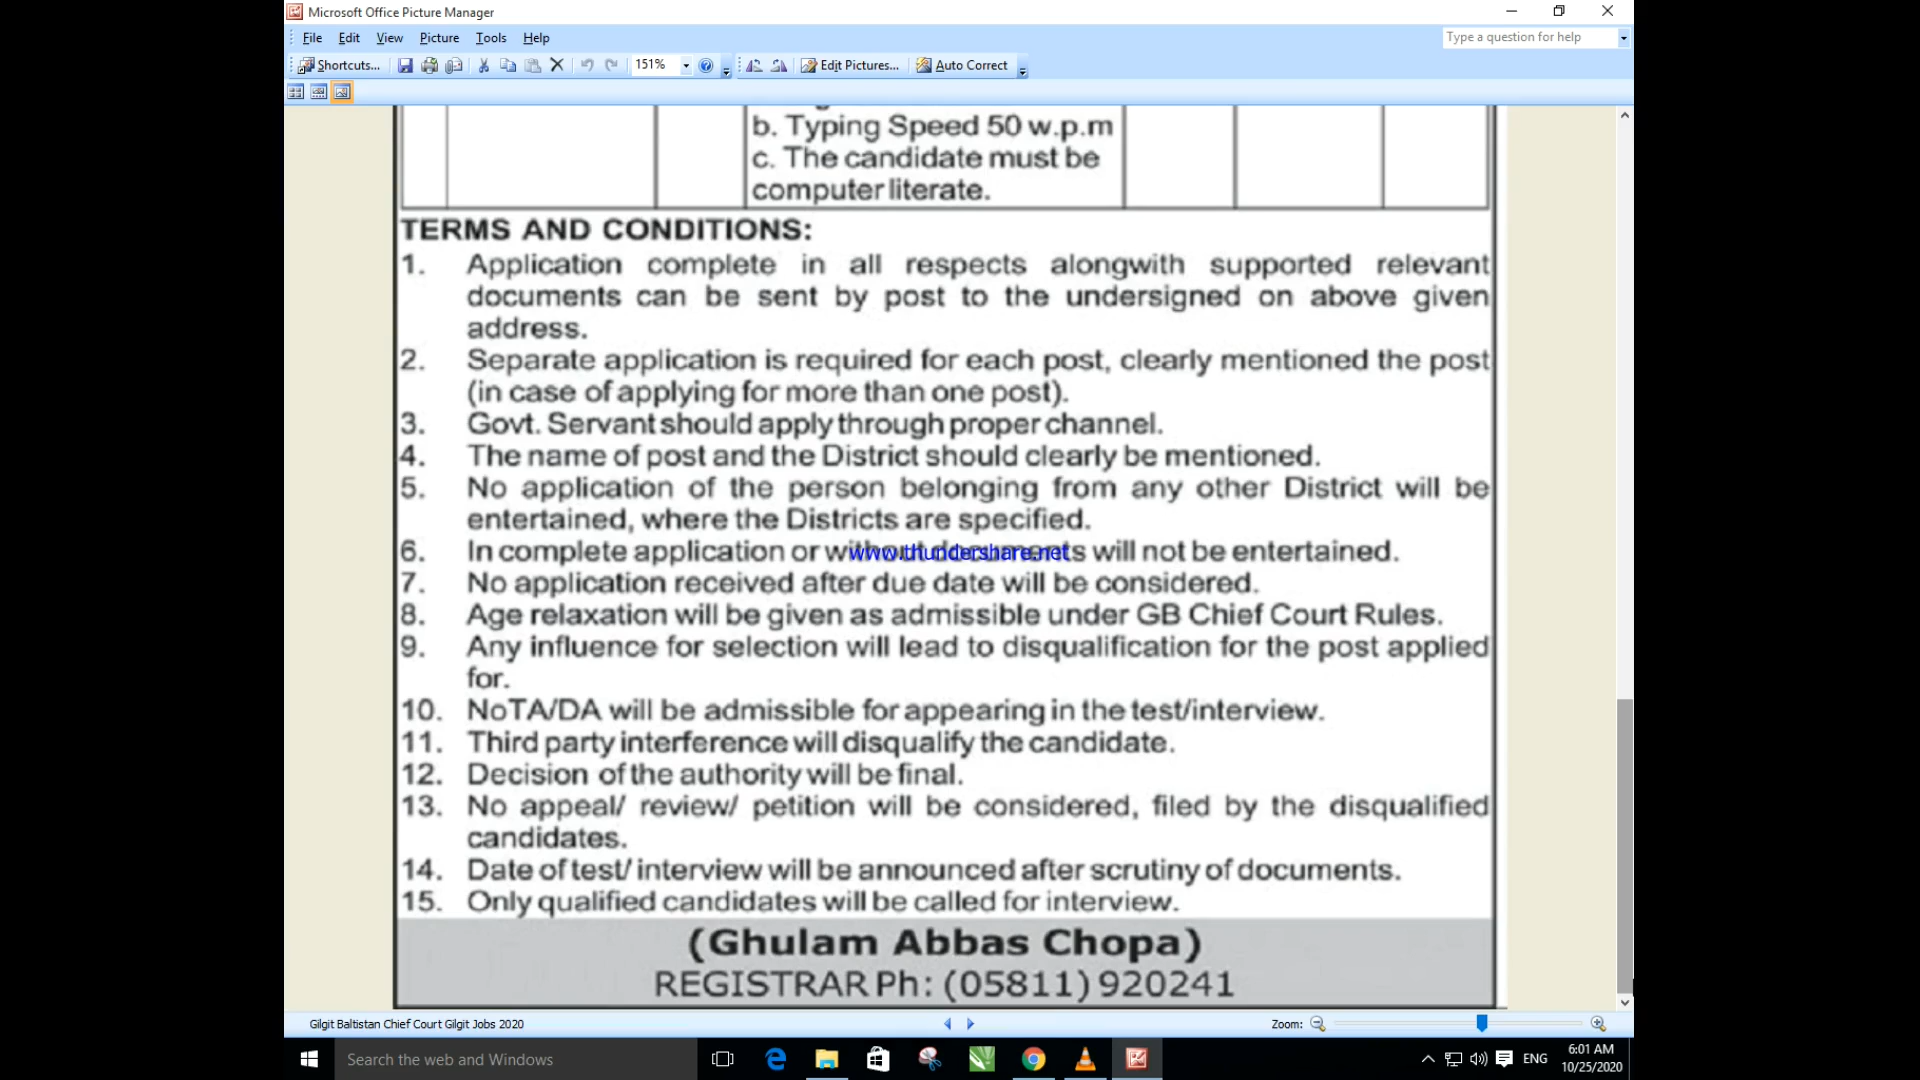 Microsoft Office Picture Manager
File Edit View Picture Tools Help
Type a question for help
Shortcuts... 151% Edit Pictures... Auto Correct
b. Typing Speed 50 w.p.m
c. The candidate must be
computer literate.
TERMS AND CONDITIONS:
1. Application complete in all respects alongwith supported relevant
documents can be sent by post to the undersigned on above given
address.
2. Separate application is required for each post, clearly mentioned the post
(in case of applying for more than one post).
3. Govt. Servant should apply through proper channel.
4. The name of post and the District should clearly be mentioned.
5. No application of the person belonging from any other District will be
entertained, where the Districts are specified.
6. In complete application or without documents will not be entertained.
www.thundershare.net
7. No application received after due date will be considered.
8. Age relaxation will be given as admissible under GB Chief Court Rules.
9. Any influence for selection will lead to disqualification for the post applied
for.
10. NoTA/DA will be admissible for appearing in the test/interview.
11. Third party interference will disqualify the candidate.
12. Decision of the authority will be final.
13. No appeal/ review/ petition will be considered, filed by the disqualified
candidates.
14. Date of test/ interview will be announced after scrutiny of documents.
15. Only qualified candidates will be called for interview.
(Ghulam Abbas Chopa)
REGISTRAR Ph: (05811) 920241
Gilgit Baltistan Chief Court Gilgit Jobs 2020 Zoom:
Search the web and Windows ENG 6:01 AM
10/25/2020